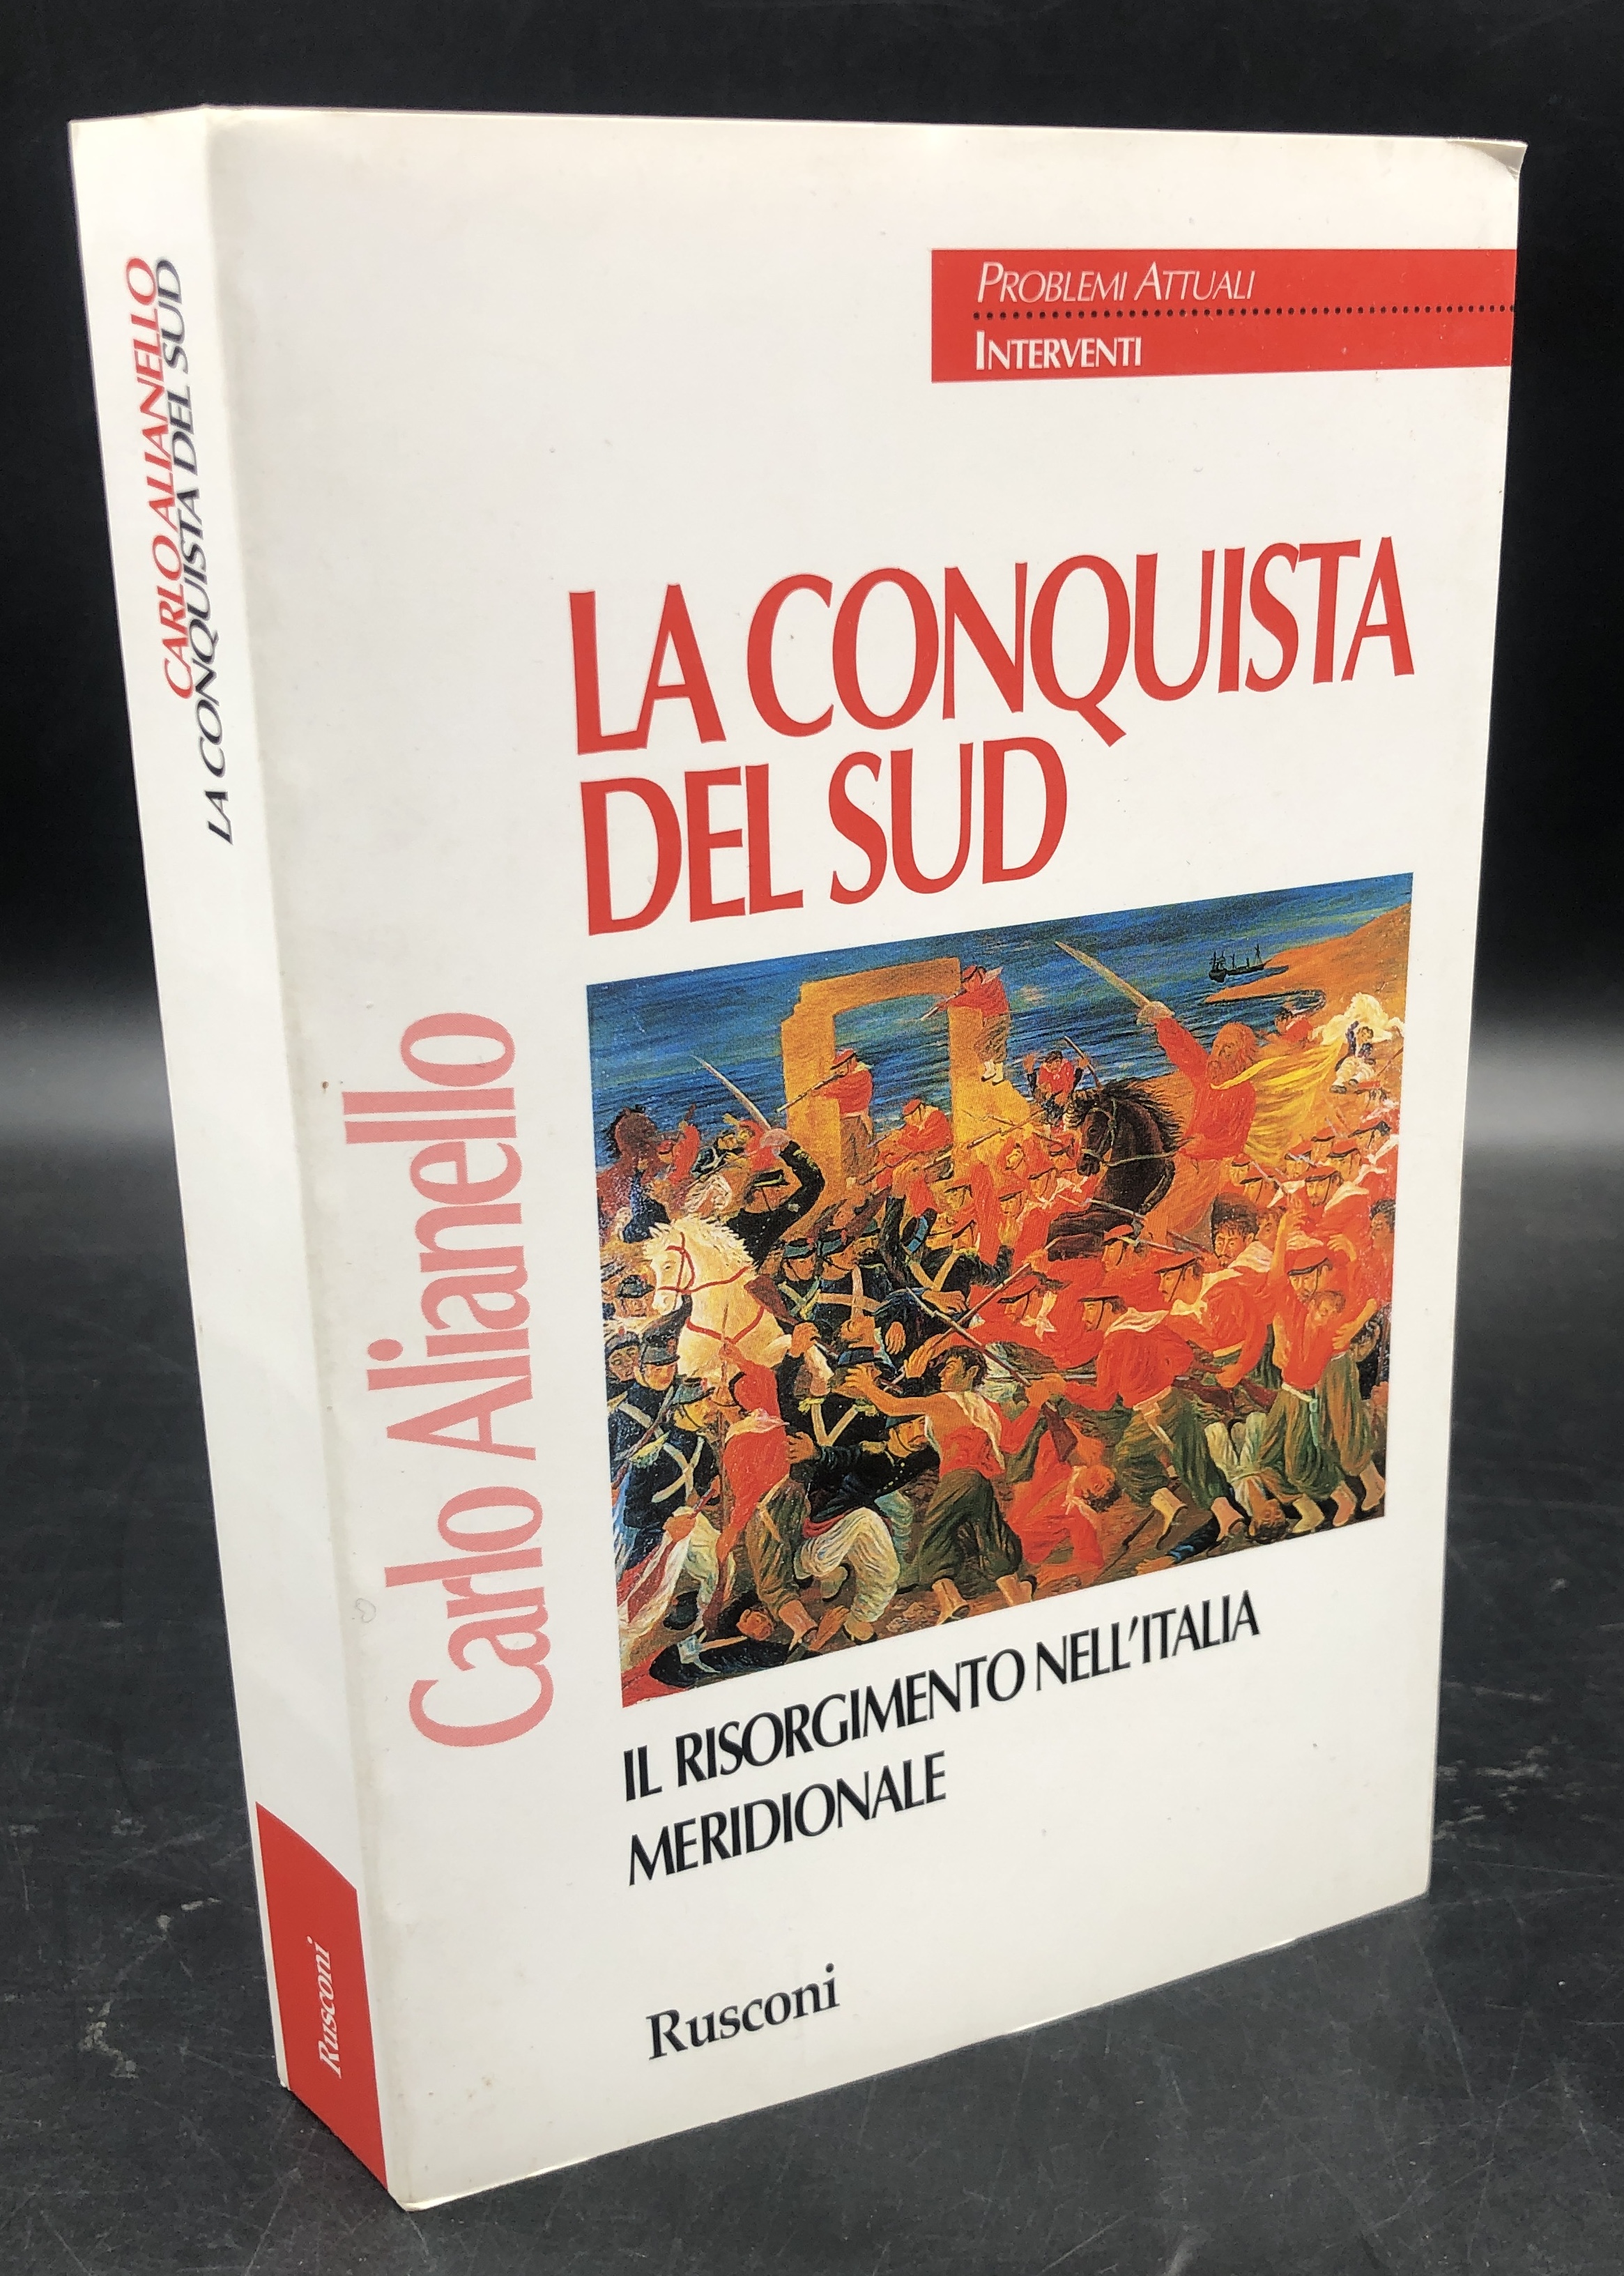 CARLO ALIANELLO
LA CONQUISTA DEL SUD
Rusconi
PROBLEMI ATTUALI
INTERVENTI
LA CONQUISTA
DEL SUD
Carlo Alianello
IL RISORGIMENTO NELL'ITALIA
MERIDIONALE
Rusconi